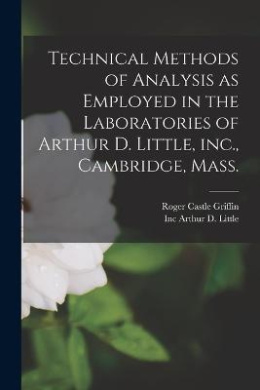 Technical Methods
of Analysis as
Employed in the
Laboratories of
Arthur D. Little, inc.,
Cambridge, Mass.
Roger Castle Griffin
Inc Arthur D. Little